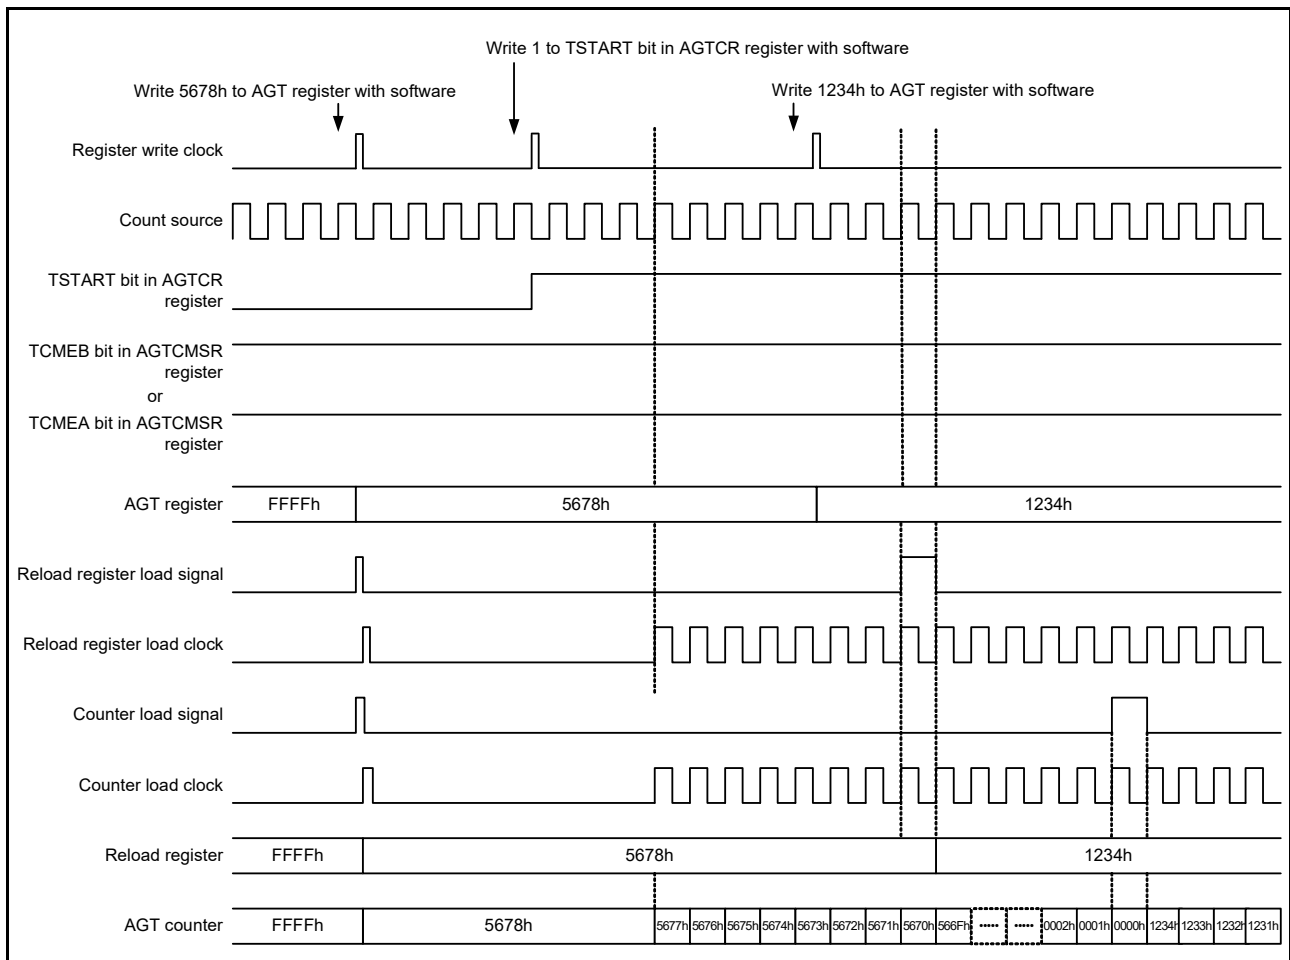 Write 1 to TSTART bit in AGTCR register with software
Write 5678h to AGT register with software
Write 1234h to AGT register with software
Register write clock
Count source
TSTART bit in AGTCR
register
TCMEB bit in AGTCMSR
register
or
TCMEA bit in AGTCMSR
register
AGT register FFFFh 5678h 1234h
Reload register load signal
Reload register load clock
Counter load signal
Counter load clock
Reload register FFFFh 5678h 1234h
AGT counter FFFFh 5678h 5677h 5676h 5675h 5674h 5673h 5672h 5671h 5670h 566Fh ..... ..... 0002h 0001h 0000h 1234h 1233h 1232h 1231h